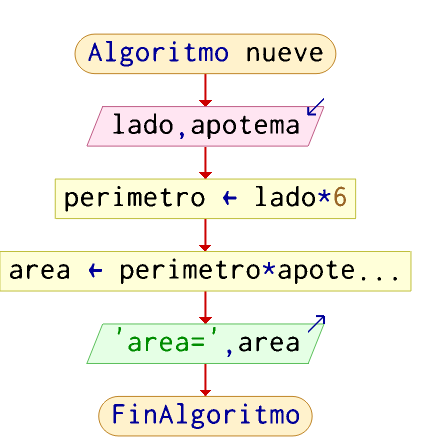 Algoritmo nueve
lado,apotema
perimetro ← lado*6
area ← perimetro*apote...
'area=',area
FinAlgoritmo